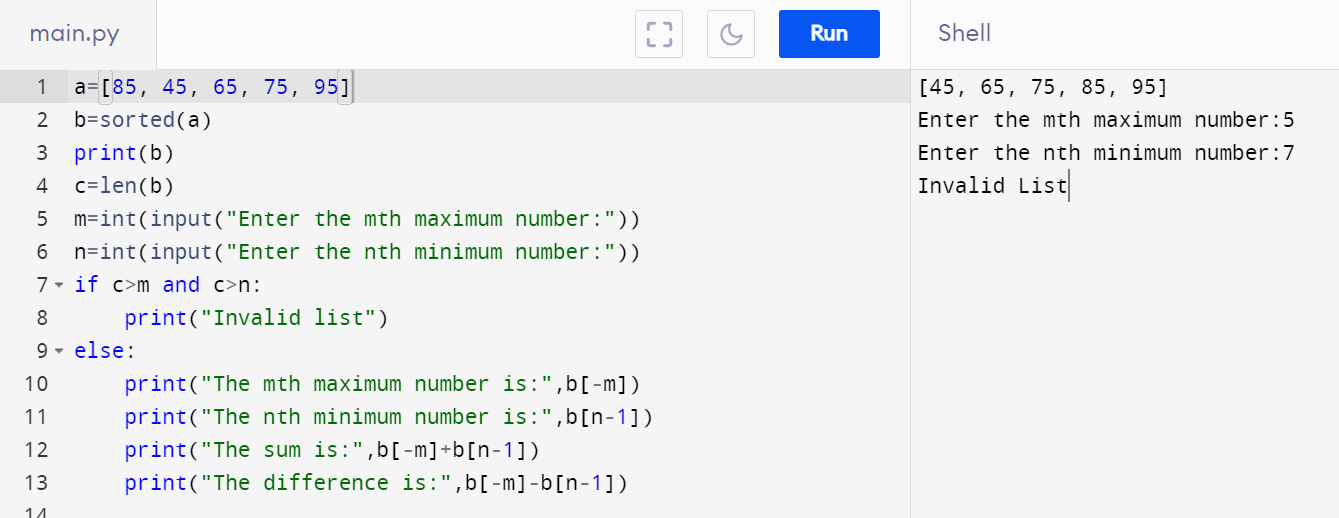 main.py
Run
Shell
1 a=[85, 45, 65, 75, 95]
2 b=sorted(a)
3 print(b)
4 c=len(b)
5 m=int(input("Enter the mth maximum number:"))
6 n=int(input("Enter the nth minimum number:"))
7 if c>m and c>n:
8     print("Invalid list")
9 else:
10     print("The mth maximum number is:",b[-m])
11     print("The nth minimum number is:",b[n-1])
12     print("The sum is:",b[-m]+b[n-1])
13     print("The difference is:",b[-m]-b[n-1])
14
[45, 65, 75, 85, 95]
Enter the mth maximum number:5
Enter the nth minimum number:7
Invalid List